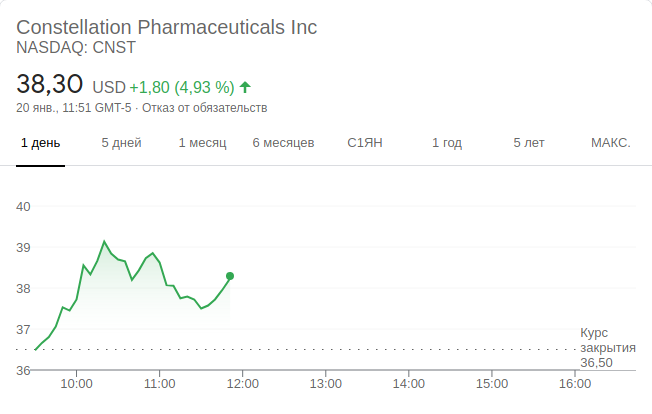 Constellation Pharmaceuticals Inc
NASDAQ: CNST
38,30 USD +1,80 (4,93 %)
20 янв., 11:51 GMT-5 · Отказ от обязательств
1 день 5 дней 1 месяц 6 месяцев С1ЯН 1 год 5 лет МАКС.
40
39
38
37
Курс
закрытия
36,50
36
10:00 11:00 12:00 13:00 14:00 15:00 16:00